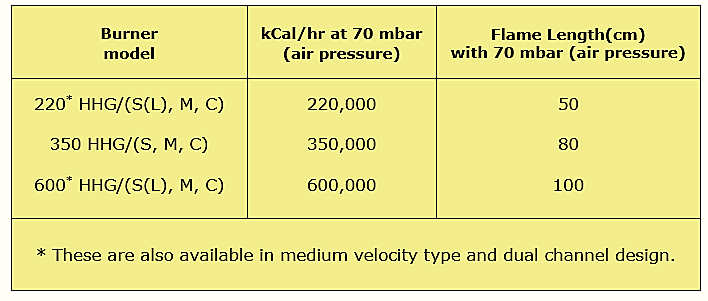 Burner model
kCal/hr at 70 mbar (air pressure)
Flame Length(cm) with 70 mbar (air pressure)
220* HHG/(S(L), M, C) 220,000 50
350 HHG/(S, M, C) 350,000 80
600* HHG/(S(L), M, C) 600,000 100
* These are also available in medium velocity type and dual channel design.